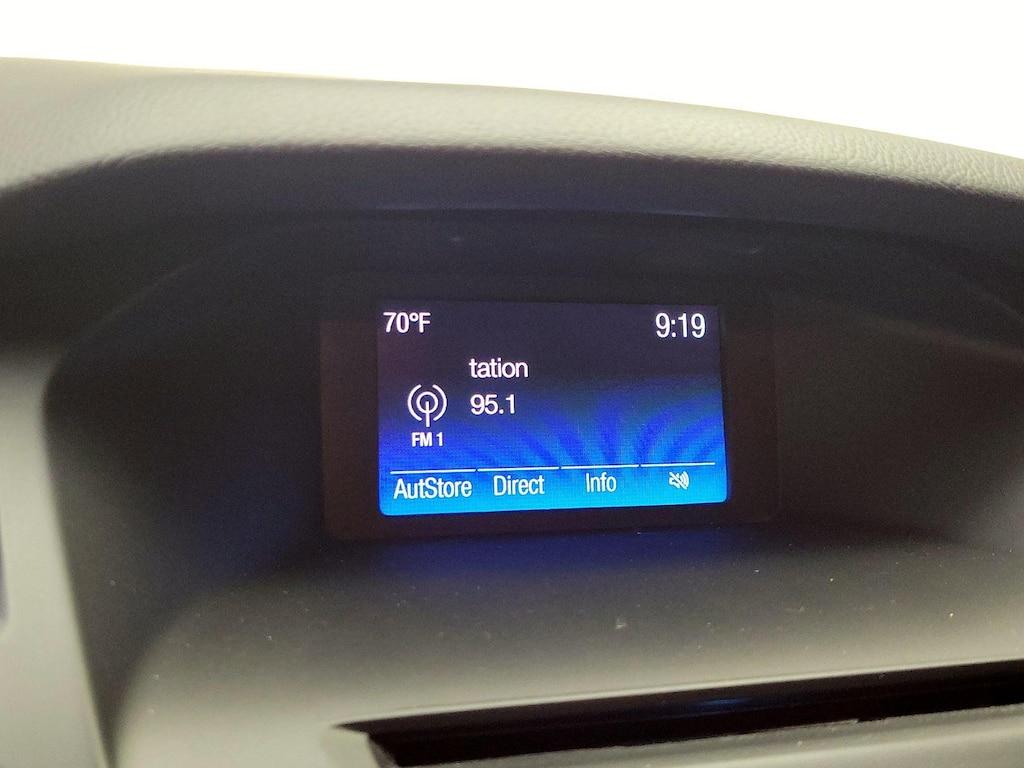 70°F 9:19
tation
95.1
FM 1
AutStore Direct Info